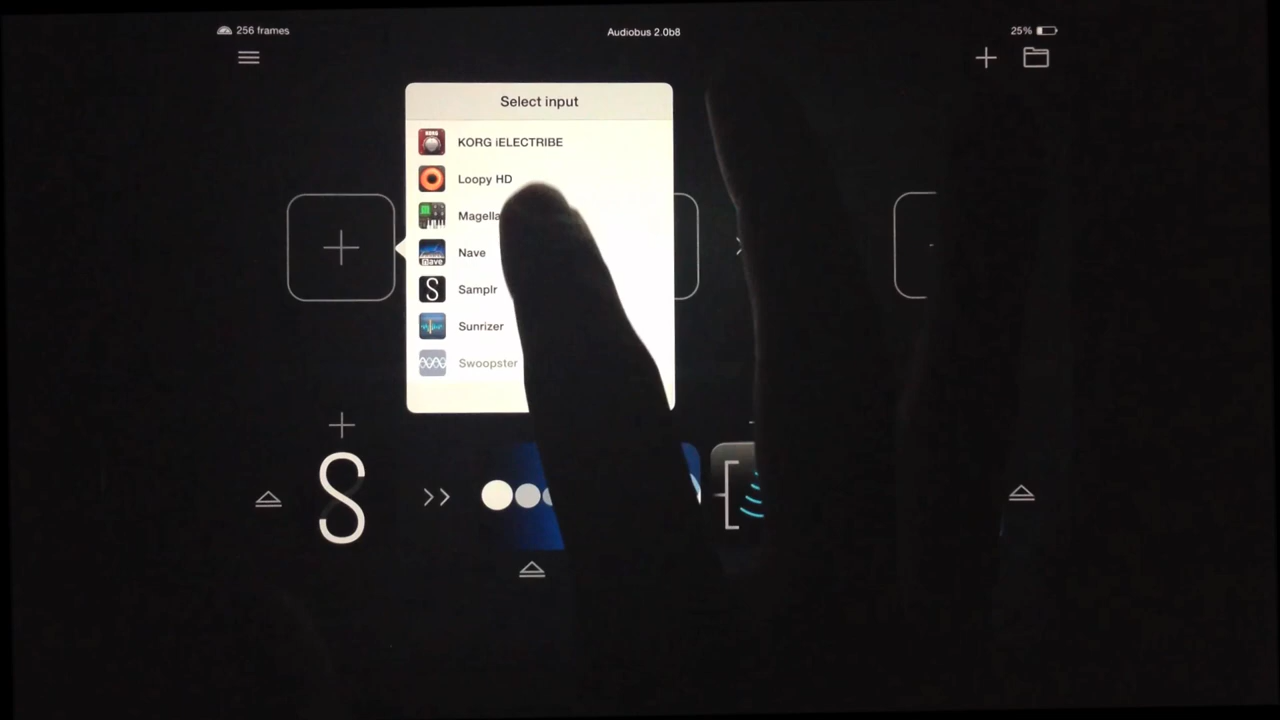 256 frames
Audiobus 2.0b8
25%
Select input
KORG iELECTRIBE
Loopy HD
Nave
Samplr
Sunrizer
Swoopster